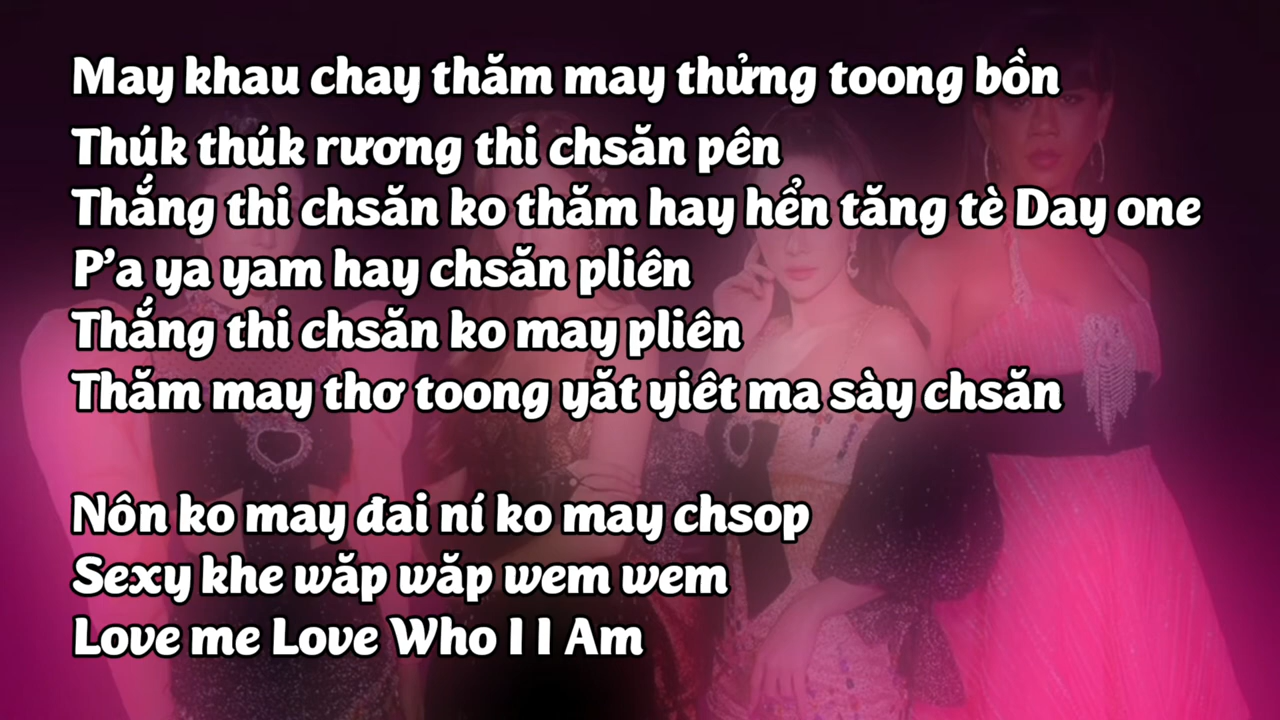 May khau chay thăm may thửng toong bồn
Thúk thúk rương thi chsăn pên
Thắng thi chsăn ko thăm hay hển tăng tè Day one
P'a ya yam hay chsăn pliên
Thắng thi chsăn ko may pliên
Thăm may thơ toong yăt yiêt ma sày chsăn
Nôn ko may đai ní ko may chsop
Sexy khe wăp wăp wem wem
Love me Love Who I I Am